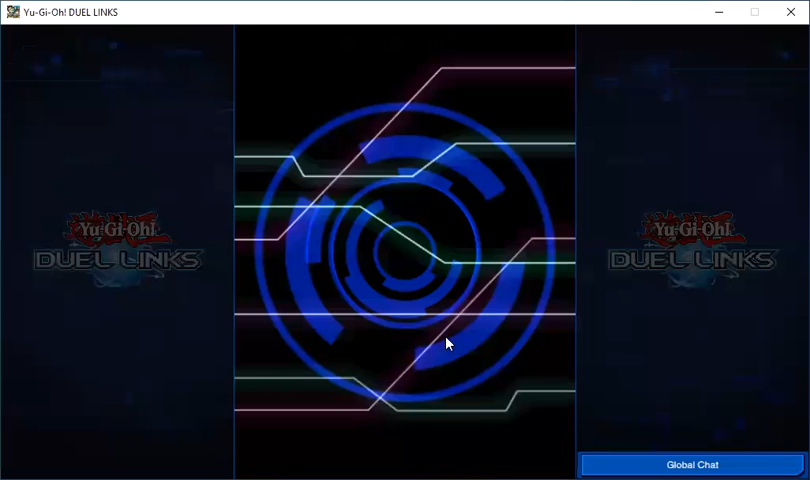 Yu-Gi-Oh! DUEL LINKS
Yu-Gi-Oh!
DUEL LINKS
Yu-Gi-Oh!
DUEL LINKS
Global Chat